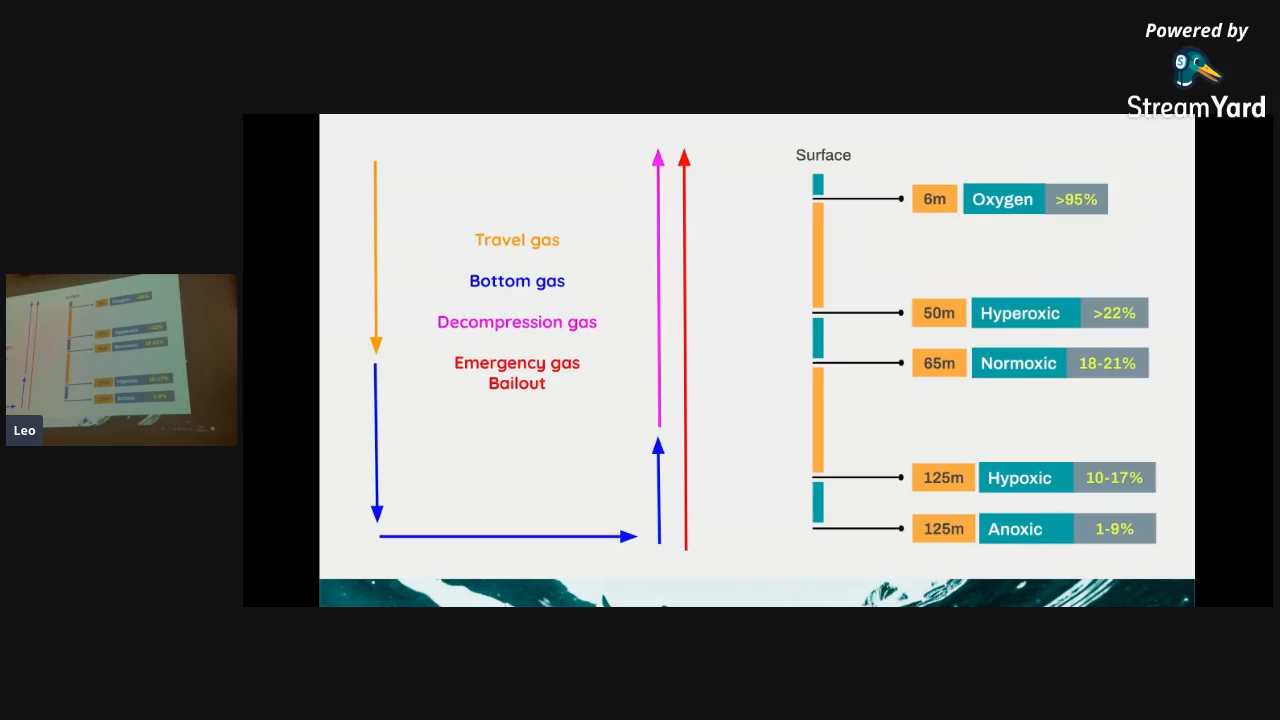 Powered by
StreamYard
Travel gas
Bottom gas
Decompression gas
Emergency gas
Bailout
Surface
6m Oxygen >95%
50m Hyperoxic >22%
65m Normoxic 18-21%
125m Hypoxic 10-17%
125m Anoxic 1-9%
Leo